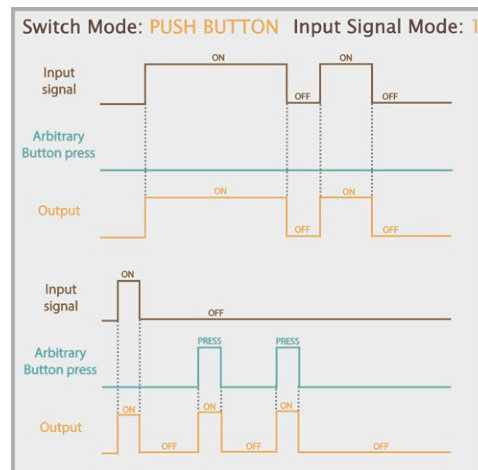 Switch Mode: PUSH BUTTON Input Signal Mode: 1
ON ON
Input
signal
OFF OFF
Arbitrary
Button press
ON ON
Output
OFF OFF
ON
Input
signal
OFF
PRESS PRESS
Arbitrary
Button press
ON ON ON
Output
OFF OFF OFF